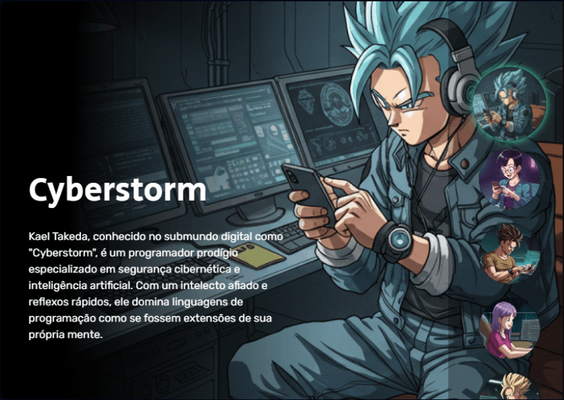 Cyberstorm
Kael Takeda, conhecido no submundo digital como
"Cyberstorm", é um programador prodígio
especializado em segurança cibernética e
inteligência artificial. Com um intelecto afiado e
reflexos rápidos, ele domina linguagens de
programação como se fossem extensões de sua
própria mente.